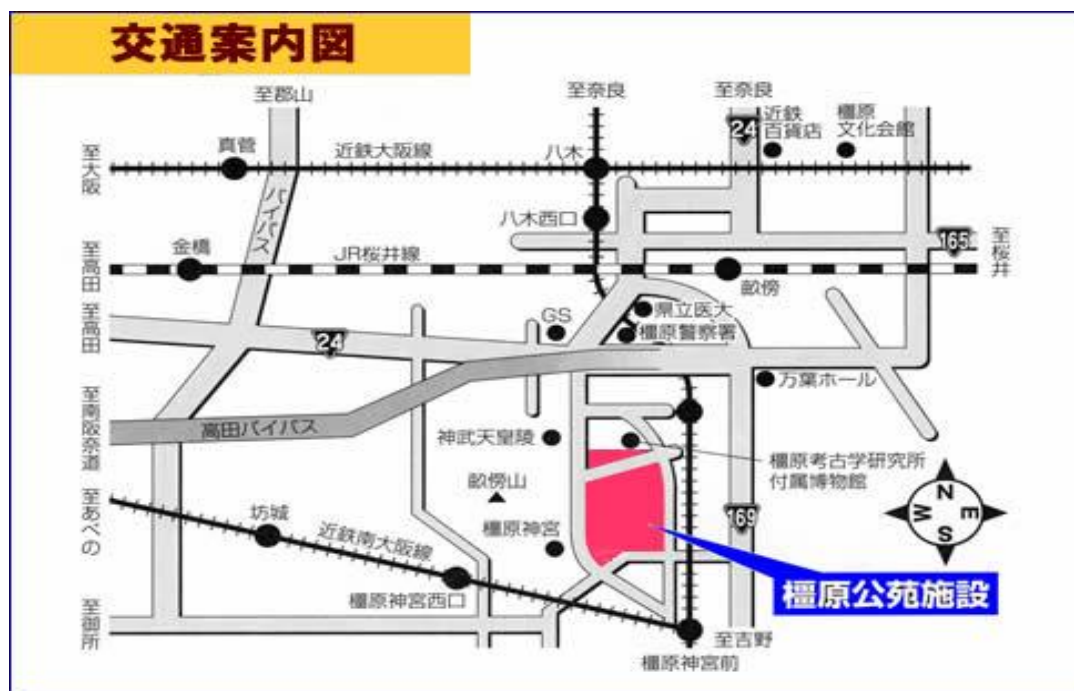 交通案内図
至郡山
至奈良
至奈良
24
近鉄
百貨店
橿原
文化会館
至大阪
真菅
近鉄大阪線
八木
バイパス
八木西口
165
至桜井
至高田
金橋
JR桜井線
畝傍
至高田
24
GS
県立医大
橿原警察署
万葉ホール
至南阪奈道
高田バイパス
神武天皇陵
橿原考古学研究所
付属博物館
畝傍山
至あべの
坊城
近鉄南大阪線
橿原神宮
169
N
W
E
S
橿原公苑施設
橿原神宮西口
至御所
至吉野
橿原神宮前